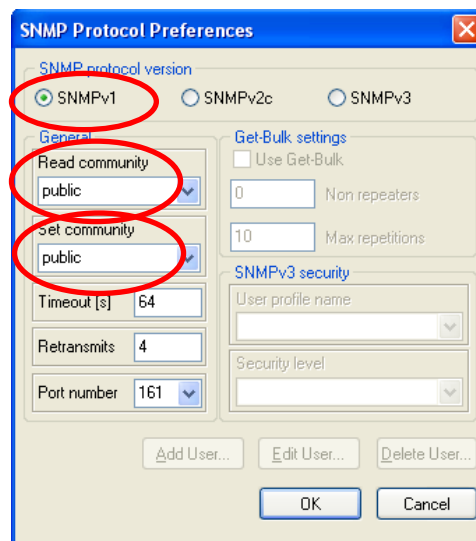 SNMP Protocol Preferences
SNMP protocol version
SNMPv1 SNMPv2c SNMPv3
General
Read community
public
Set community
public
Timeout [s] 64
Retransmits 4
Port number 161
Get-Bulk settings
Use Get-Bulk
0 Non repeaters
10 Max repetitions
SNMPv3 security
User profile name
Security level
Add User... Edit User... Delete User...
OK Cancel